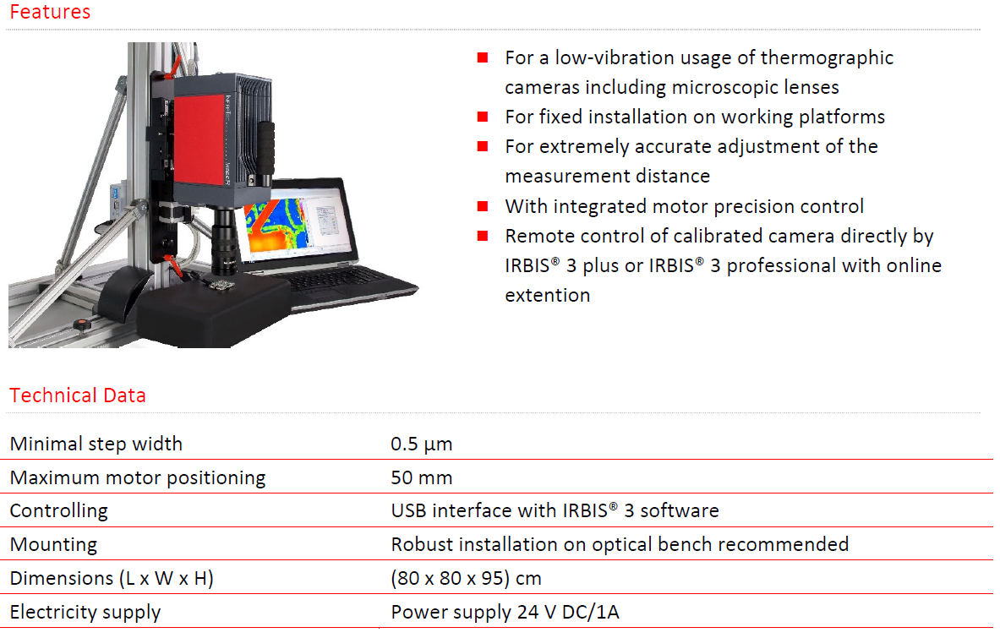 Features
For a low-vibration usage of thermographic
cameras including microscopic lenses
For fixed installation on working platforms
For extremely accurate adjustment of the
measurement distance
With integrated motor precision control
Remote control of calibrated camera directly by
IRBIS® 3 plus or IRBIS® 3 professional with online
extention
Technical Data
Minimal step width 0.5 µm
Maximum motor positioning 50 mm
Controlling USB interface with IRBIS® 3 software
Mounting Robust installation on optical bench recommended
Dimensions (L x W x H) (80 x 80 x 95) cm
Electricity supply Power supply 24 V DC/1A